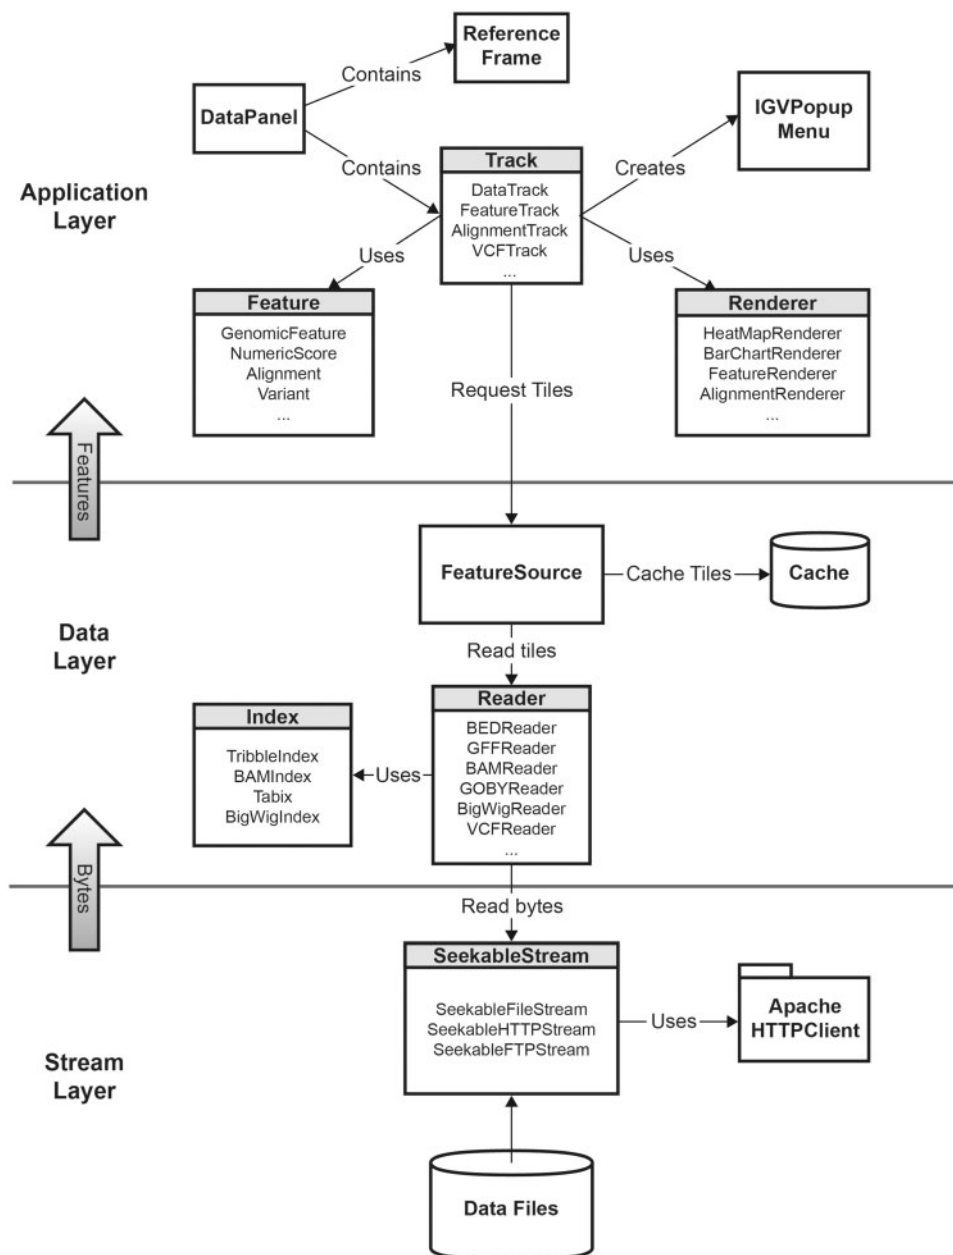 Reference
Frame
Contains
DataPanel
IGVPopup
Menu
Contains
Track
Creates
DataTrack
FeatureTrack
AlignmentTrack
VCFTrack
...
Application
Layer
Uses
Uses
Feature
GenomicFeature
NumericScore
Alignment
Variant
...
Renderer
HeatMapRenderer
BarChartRenderer
FeatureRenderer
AlignmentRenderer
...
Request Tiles
Features
FeatureSource
Cache Tiles
Cache
Data
Layer
Read tiles
Reader
BEDReader
GFFReader
BAMReader
GOBYReader
BigWigReader
VCFReader
...
Index
TribbleIndex
BAMIndex
Tabix
BigWigIndex
Uses
Bytes
Read bytes
SeekableStream
SeekableFileStream
SeekableHTTPStream
SeekableFTPStream
Uses
Apache
HTTPClient
Stream
Layer
Data Files